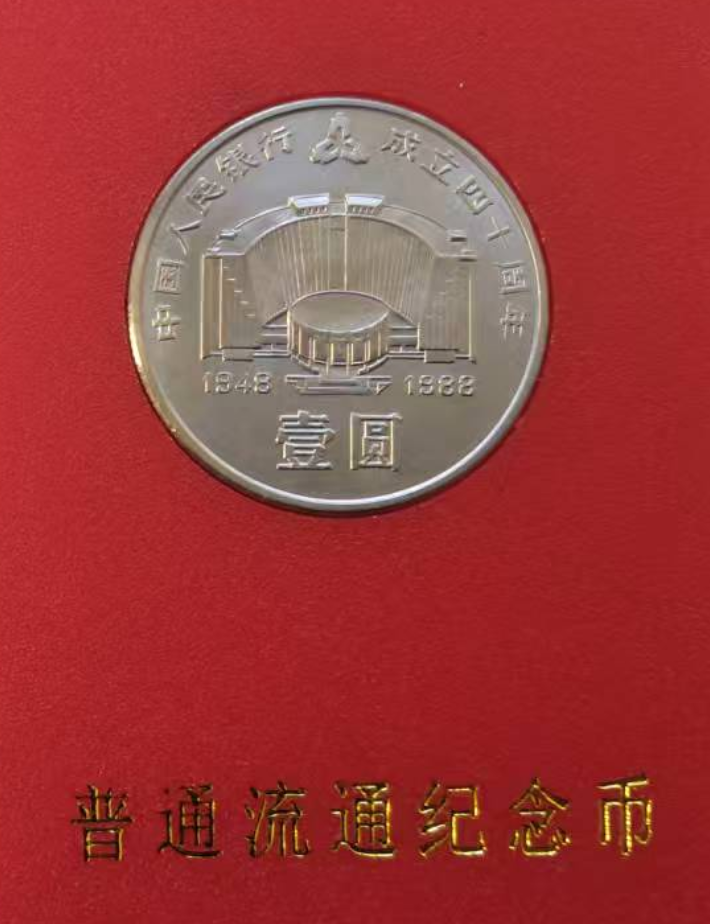 中国人民银行 成立四十周年
1948 1988
壹圆
普通流通纪念币